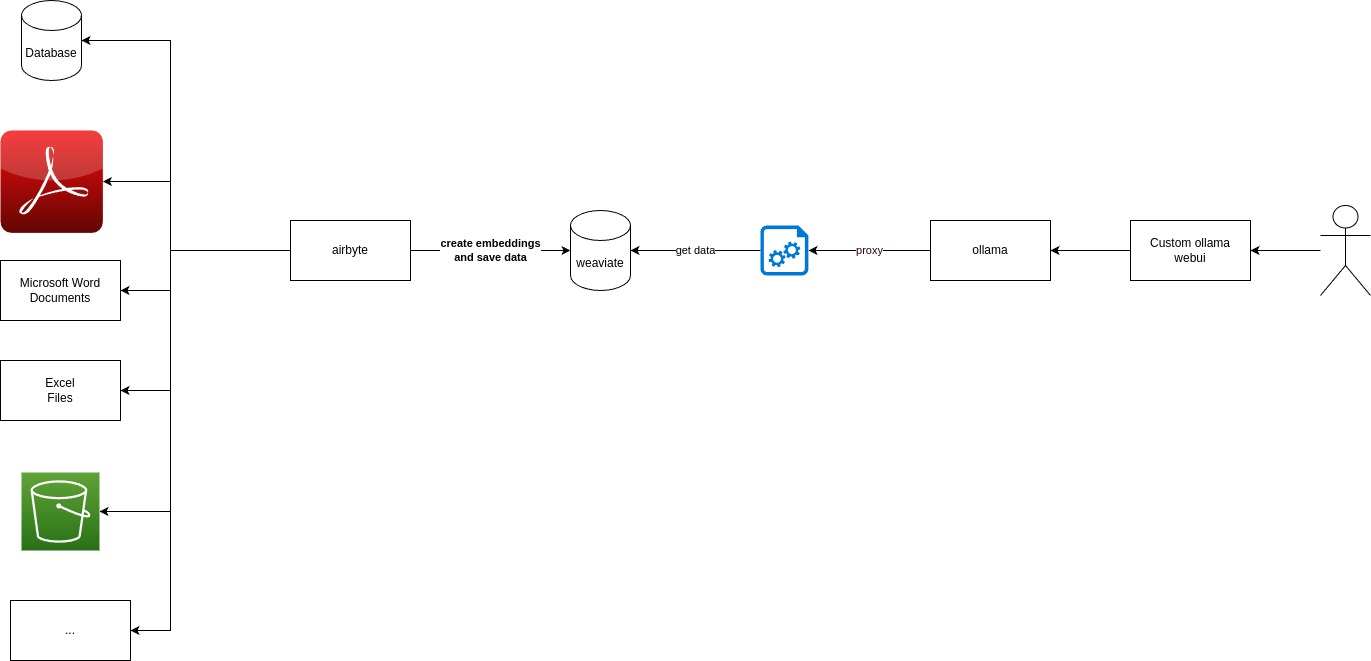 Database
Microsoft Word
Documents
Excel
Files
...
airbyte
create embeddings
and save data
weaviate
get data
proxy
ollama
Custom ollama
webui